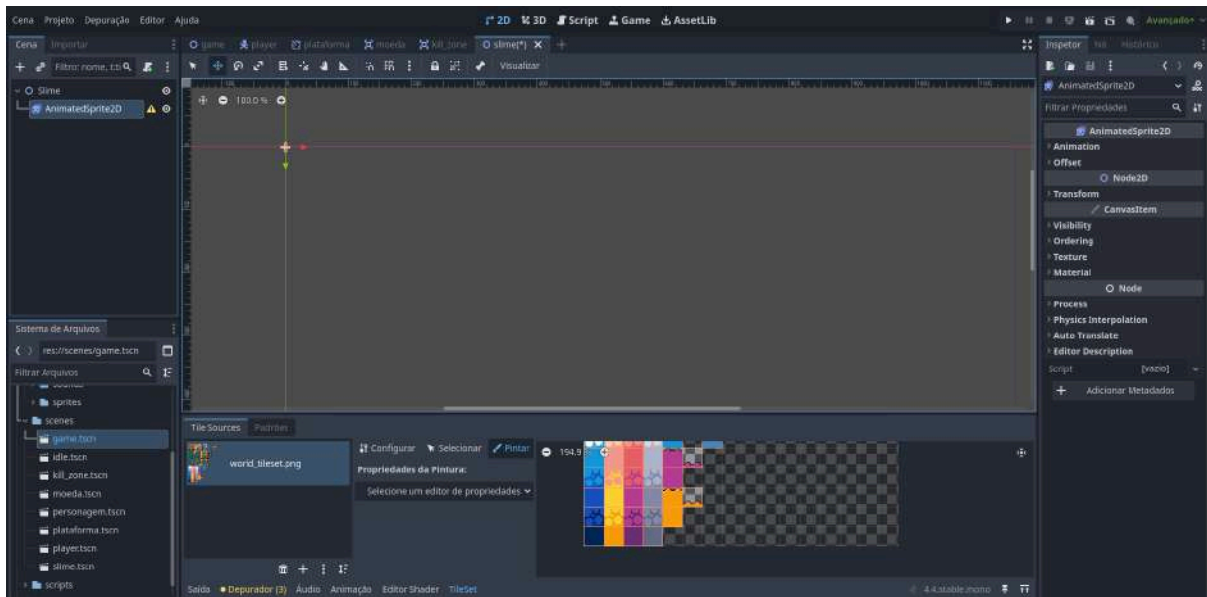 Cena Projeto Depuração Editor Ajuda
2D 3D Script Game AssetLib
Avançado+
Cena Importar
game player plataforma moeda kill_zone slime(*)
Inspetor Nó Histórico
Filtro: nome, t:ti
Visualizar
Slime
AnimatedSprite2D
100.0 %
AnimatedSprite2D
Filtrar Propriedades
AnimatedSprite2D
Animation
Offset
Node2D
Transform
CanvasItem
Visibility
Ordering
Texture
Material
Node
Process
Physics Interpolation
Auto Translate
Editor Description
Script [vazio]
Adicionar Metadados
Sistema de Arquivos
res://scenes/game.tscn
Filtrar Arquivos
sounds
sprites
scenes
game.tscn
idle.tscn
kill_zone.tscn
moeda.tscn
personagem.tscn
plataforma.tscn
player.tscn
slime.tscn
scripts
Tile Sources Padrões
world_tileset.png
Configurar Selecionar Pintar
Propriedades da Pintura:
Selecione um editor de propriedades
194.9
Saída Depurador (3) Áudio Animação Editor Shader TileSet
4.4.stable.mono